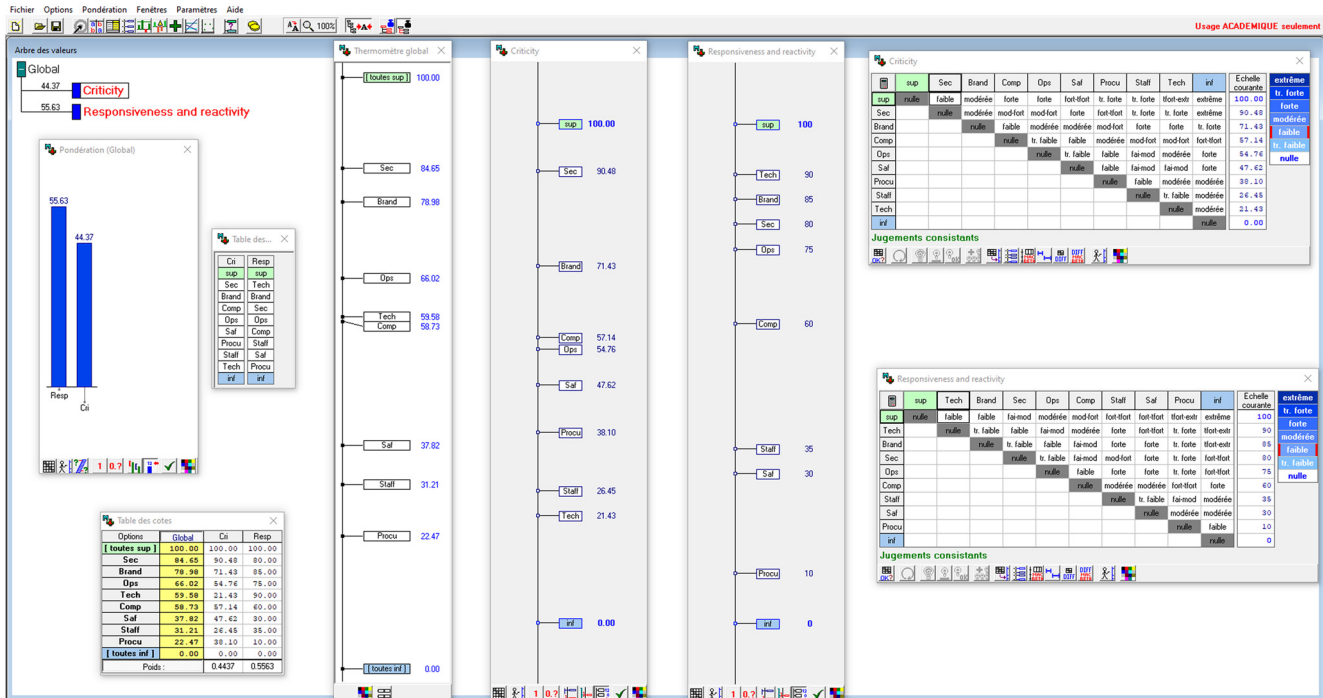 Fichier Options Pondération Fenêtres Paramètres Aide
100%
Usage ACADEMIQUE seulement
Arbre des valeurs
Global
44.37 Criticity
55.63 Responsiveness and reactivity
Pondération (Global)
55.63
44.37
Resp
Cri
1 0.?
Table des...
Cri Resp
sup sup
Sec Tech
Brand Brand
Comp Sec
Ops Ops
Saf Comp
Procu Staff
Staff Saf
Tech Procu
inf inf
Table des cotes
Options Global Cri Resp
[ toutes sup ] 100.00 100.00 100.00
Sec 84.65 90.48 80.00
Brand 78.98 71.43 85.00
Ops 66.02 54.76 75.00
Tech 59.58 21.43 90.00
Comp 58.73 57.14 60.00
Saf 37.82 47.62 30.00
Staff 31.21 26.45 35.00
Procu 22.47 38.10 10.00
[ toutes inf ] 0.00 0.00 0.00
Poids : 0.4437 0.5563
Thermomètre global
[ toutes sup ] 100.00
Sec 84.65
Brand 78.98
Ops 66.02
Tech 59.58
Comp 58.73
Saf 37.82
Staff 31.21
Procu 22.47
[ toutes inf ] 0.00
Criticity
sup 100.00
Sec 90.48
Brand 71.43
Comp 57.14
Ops 54.76
Saf 47.62
Procu 38.10
Staff 26.45
Tech 21.43
inf 0.00
1 0.?
Responsiveness and reactivity
sup 100
Tech 90
Brand 85
Sec 80
Ops 75
Comp 60
Staff 35
Saf 30
Procu 10
inf 0
1 0.?
Criticity
sup Sec Brand Comp Ops Saf Procu Staff Tech inf Echelle courante
sup nulle faible modérée forte forte fort-tfort tr. forte tr. forte tfort-extr extrême 100.00
Sec nulle modérée mod-fort mod-fort forte fort-tfort tr. forte tr. forte extrême 90.48
Brand nulle faible modérée modérée mod-fort forte forte tr. forte 71.43
Comp nulle tr. faible faible modérée mod-fort mod-fort fort-tfort 57.14
Ops nulle tr. faible faible fai-mod modérée forte 54.76
Saf nulle faible fai-mod fai-mod forte 47.62
Procu nulle faible modérée modérée 38.10
Staff nulle tr. faible modérée 26.45
Tech nulle modérée 21.43
inf nulle 0.00
extrême
tr. forte
forte
modérée
faible
tr. faible
nulle
Jugements consistants
Responsiveness and reactivity
sup Tech Brand Sec Ops Comp Staff Saf Procu inf Echelle courante
sup nulle faible faible fai-mod modérée mod-fort fort-tfort fort-tfort tfort-extr extrême 100
Tech nulle tr. faible faible fai-mod modérée forte fort-tfort tr. forte tfort-extr 90
Brand nulle tr. faible faible fai-mod forte forte tr. forte tfort-extr 85
Sec nulle tr. faible fai-mod mod-fort forte tr. forte fort-tfort 80
Ops nulle faible forte forte tr. forte fort-tfort 75
Comp nulle modérée modérée fort-tfort forte 60
Staff nulle tr. faible fai-mod modérée 35
Saf nulle modérée modérée 30
Procu nulle faible 10
inf nulle 0
extrême
tr. forte
forte
modérée
faible
tr. faible
nulle
Jugements consistants